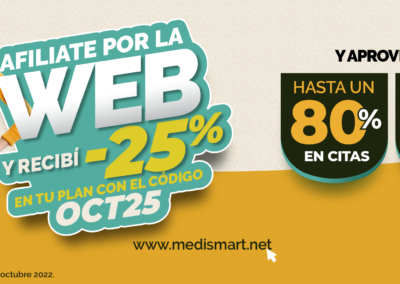 AFILIATE POR LA
WEB
Y RECIBÍ -25%
EN TU PLAN CON EL CÓDIGO
OCT25
Y APROVE
HASTA UN
80%
EN CITAS
www.medismart.net
octubre 2022.